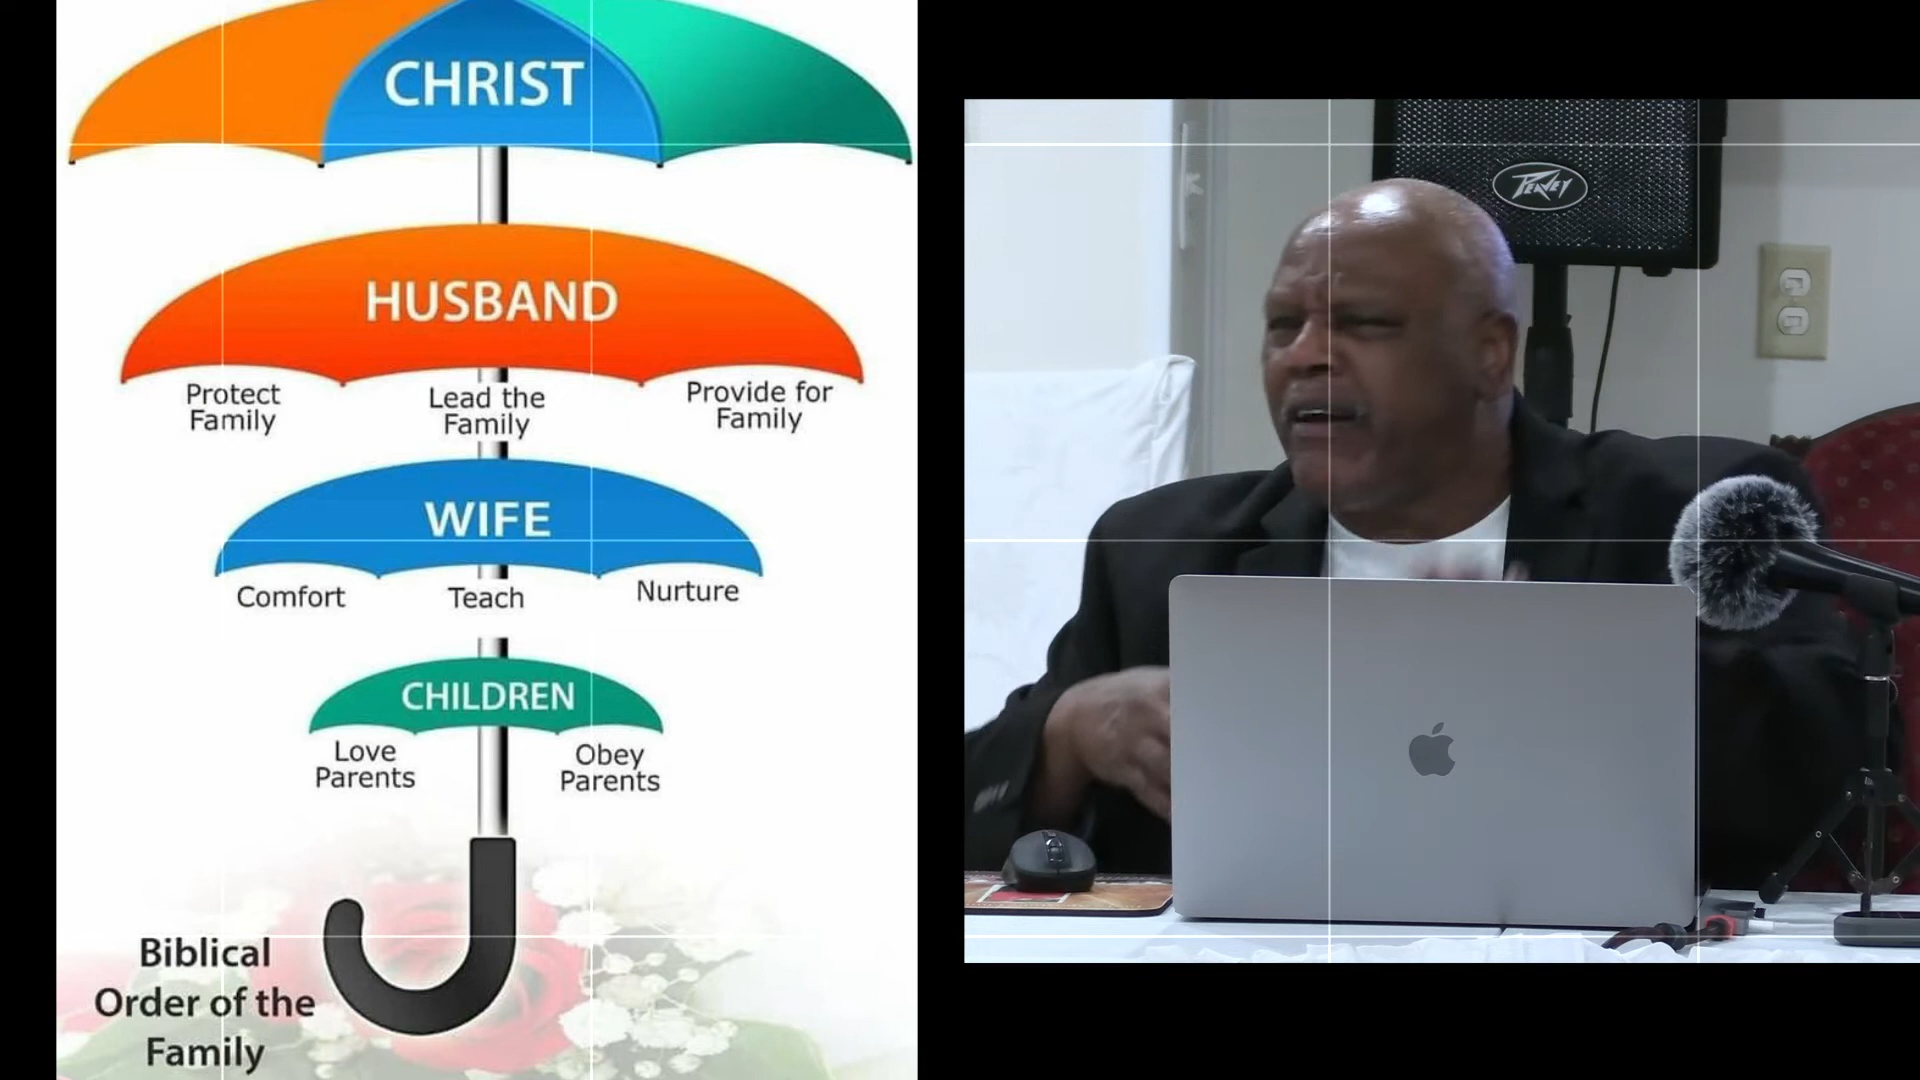 CHRIST
HUSBAND
Protect
Family
Lead the
Family
Provide for
Family
WIFE
Comfort
Teach
Nurture
CHILDREN
Love
Parents
Obey
Parents
Biblical
Order of the
Family
PEAVEY